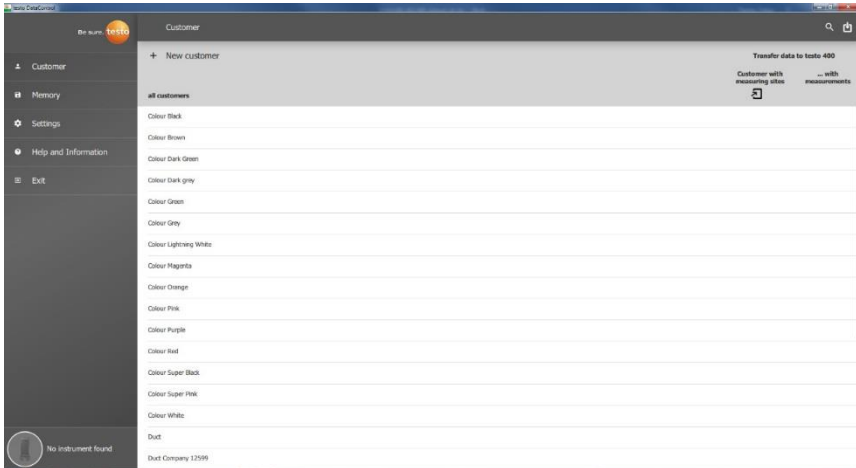 testo DataControl
Be sure. testo
Customer
Customer
Memory
Settings
Help and Information
Exit
No instrument found
+ New customer
Transfer data to testo 400
Customer with
measuring sites
... with
measurements
all customers
Colour Black
Colour Brown
Colour Dark Green
Colour Dark grey
Colour Green
Colour Grey
Colour Lightning White
Colour Magenta
Colour Orange
Colour Pink
Colour Purple
Colour Red
Colour Super Black
Colour Super Pink
Colour White
Duct
Duct Company 12599